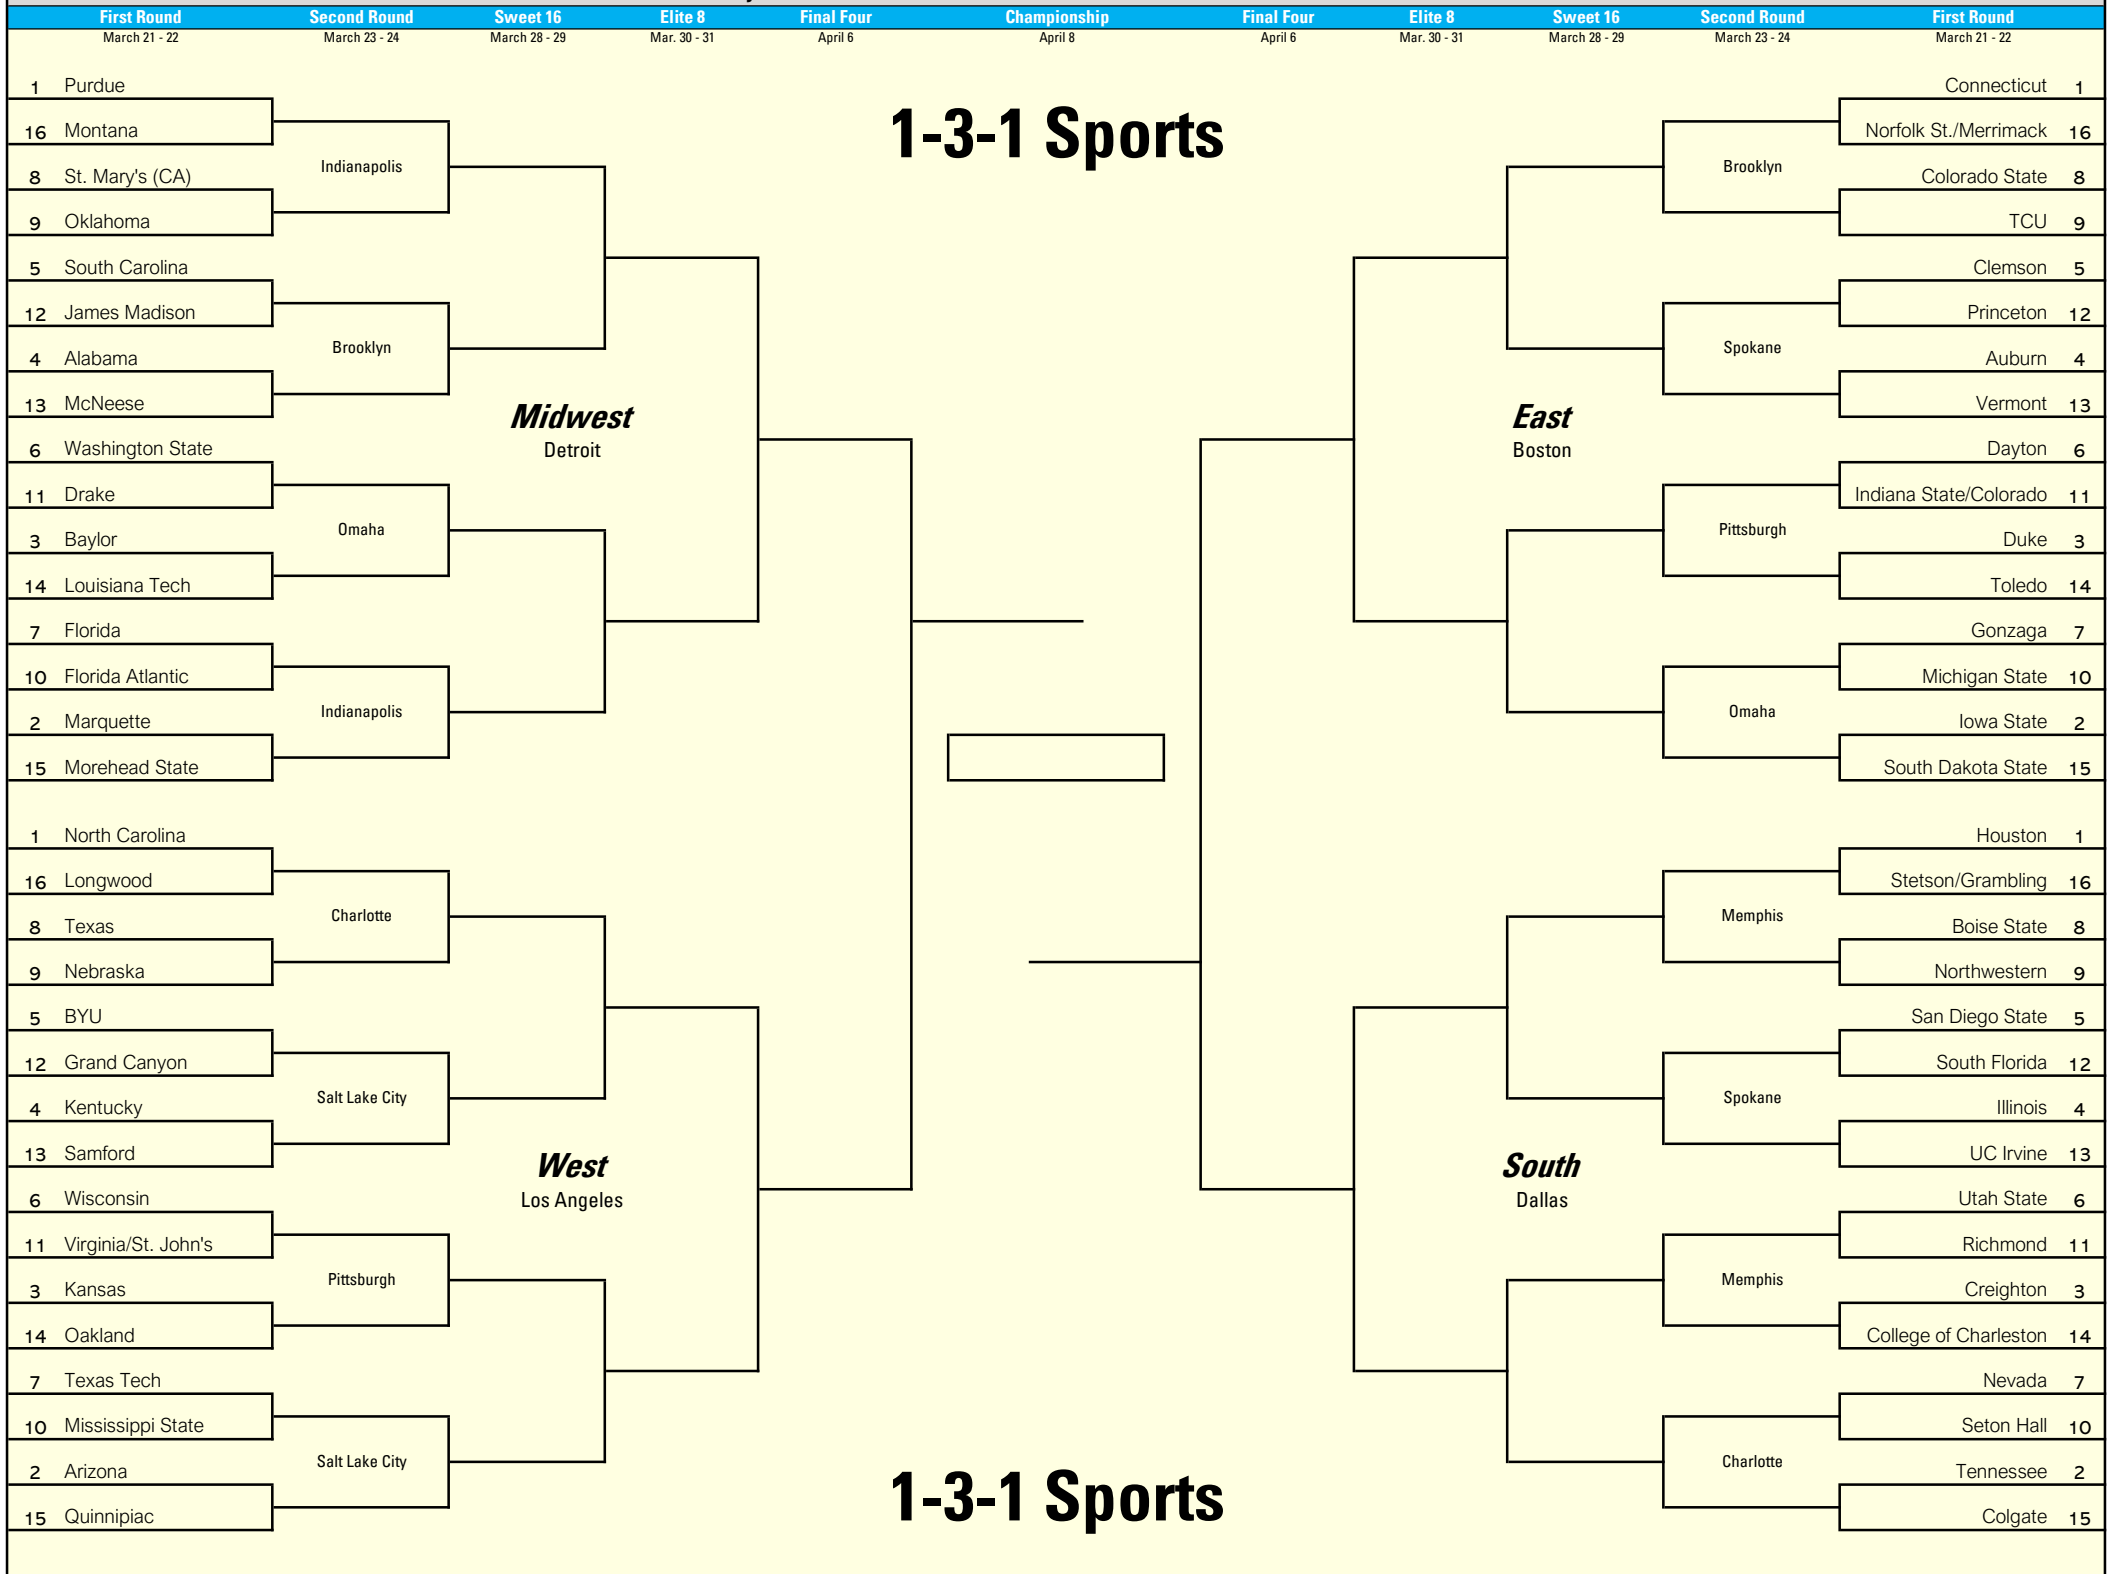 First Round Second Round Sweet 16 Elite 8 Final Four Championship Final Four Elite 8 Sweet 16 Second Round First Round
March 21 - 22 March 23 - 24 March 28 - 29 Mar. 30 - 31 April 6 April 8 April 6 Mar. 30 - 31 March 28 - 29 March 23 - 24 March 21 - 22
1-3-1 Sports
1 Purdue
16 Montana
Indianapolis
8 St. Mary's (CA)
9 Oklahoma
5 South Carolina
12 James Madison
Brooklyn
4 Alabama
13 McNeese
Midwest
Detroit
6 Washington State
11 Drake
Omaha
3 Baylor
14 Louisiana Tech
7 Florida
10 Florida Atlantic
Indianapolis
2 Marquette
15 Morehead State
1 North Carolina
16 Longwood
Charlotte
8 Texas
9 Nebraska
5 BYU
12 Grand Canyon
Salt Lake City
4 Kentucky
13 Samford
West
Los Angeles
6 Wisconsin
11 Virginia/St. John's
Pittsburgh
3 Kansas
14 Oakland
7 Texas Tech
10 Mississippi State
Salt Lake City
2 Arizona
15 Quinnipiac
Connecticut 1
Norfolk St./Merrimack 16
Brooklyn
Colorado State 8
TCU 9
Clemson 5
Princeton 12
Spokane
Auburn 4
Vermont 13
East
Boston
Dayton 6
Indiana State/Colorado 11
Pittsburgh
Duke 3
Toledo 14
Gonzaga 7
Michigan State 10
Omaha
Iowa State 2
South Dakota State 15
Houston 1
Stetson/Grambling 16
Memphis
Boise State 8
Northwestern 9
San Diego State 5
South Florida 12
Spokane
Illinois 4
UC Irvine 13
South
Dallas
Utah State 6
Richmond 11
Memphis
Creighton 3
College of Charleston 14
Nevada 7
Seton Hall 10
Charlotte
Tennessee 2
Colgate 15
1-3-1 Sports